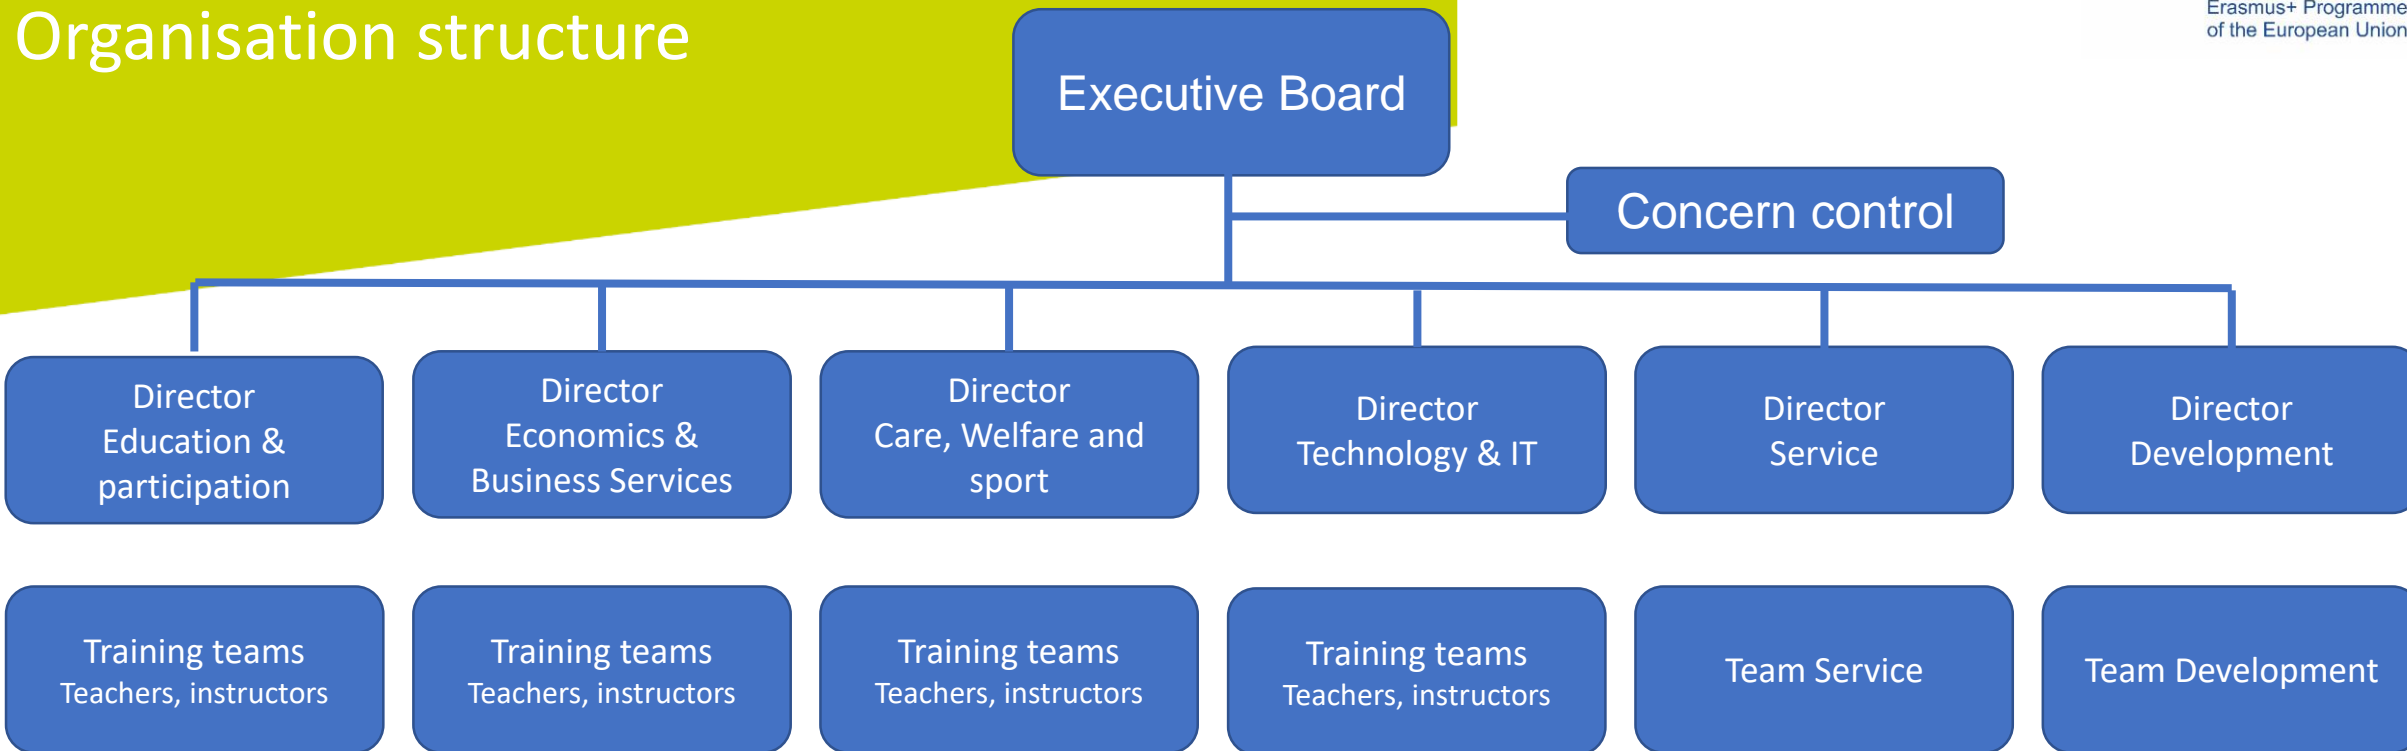 Organisation structure
Erasmus+ Programme
of the European Union
Executive Board
Concern control
Director
Education &
participation
Director
Economics &
Business Services
Director
Care, Welfare and
sport
Director
Technology & IT
Director
Service
Director
Development
Training teams
Teachers, instructors
Training teams
Teachers, instructors
Training teams
Teachers, instructors
Training teams
Teachers, instructors
Team Service
Team Development